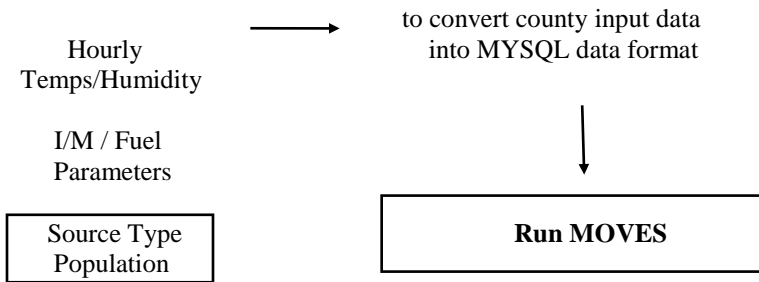 to convert county input data
into MYSQL data format
Hourly
Temps/Humidity
I/M / Fuel
Parameters
Source Type
Population
Run MOVES